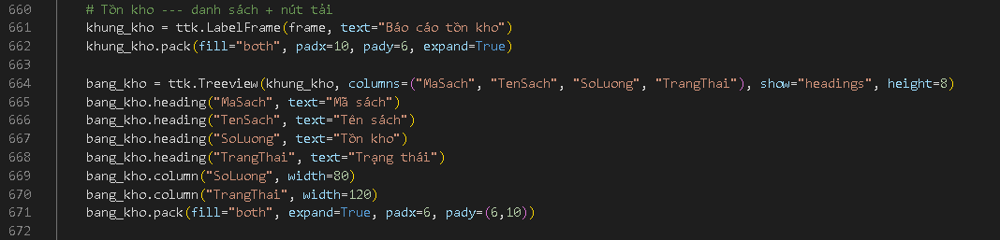 660 # Tồn kho --- danh sách + nút tải
661 khung_kho = ttk.LabelFrame(frame, text="Báo cáo tồn kho")
662 khung_kho.pack(fill="both", padx=10, pady=6, expand=True)
663
664 bang_kho = ttk.Treeview(khung_kho, columns=("MaSach", "TenSach", "SoLuong", "TrangThai"), show="headings", height=8)
665 bang_kho.heading("MaSach", text="Mã sách")
666 bang_kho.heading("TenSach", text="Tên sách")
667 bang_kho.heading("SoLuong", text="Tồn kho")
668 bang_kho.heading("TrangThai", text="Trạng thái")
669 bang_kho.column("SoLuong", width=80)
670 bang_kho.column("TrangThai", width=120)
671 bang_kho.pack(fill="both", expand=True, padx=6, pady=(6,10))
672